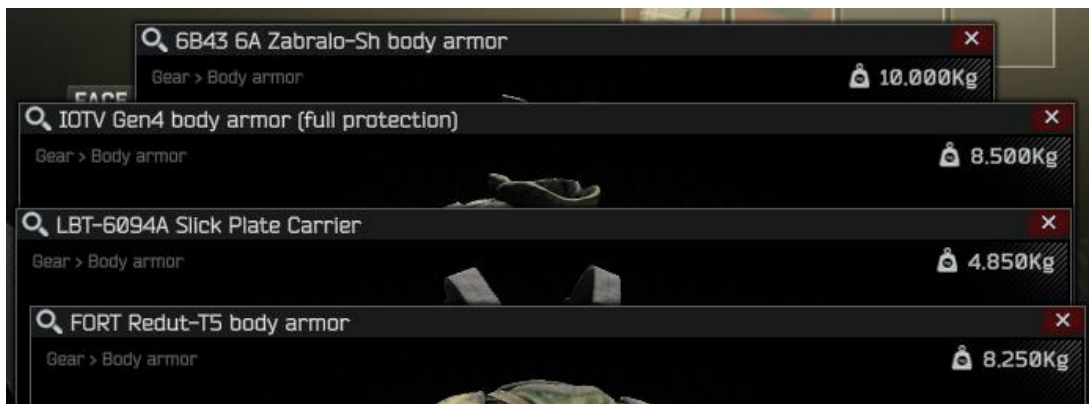 6B43 6A Zabralo-Sh body armor
Gear > Body armor
10.000Kg
FACE
IOTV Gen4 body armor (full protection)
Gear > Body armor
8.500Kg
LBT-6094A Slick Plate Carrier
Gear > Body armor
4.850Kg
FORT Redut-T5 body armor
Gear > Body armor
8.250Kg